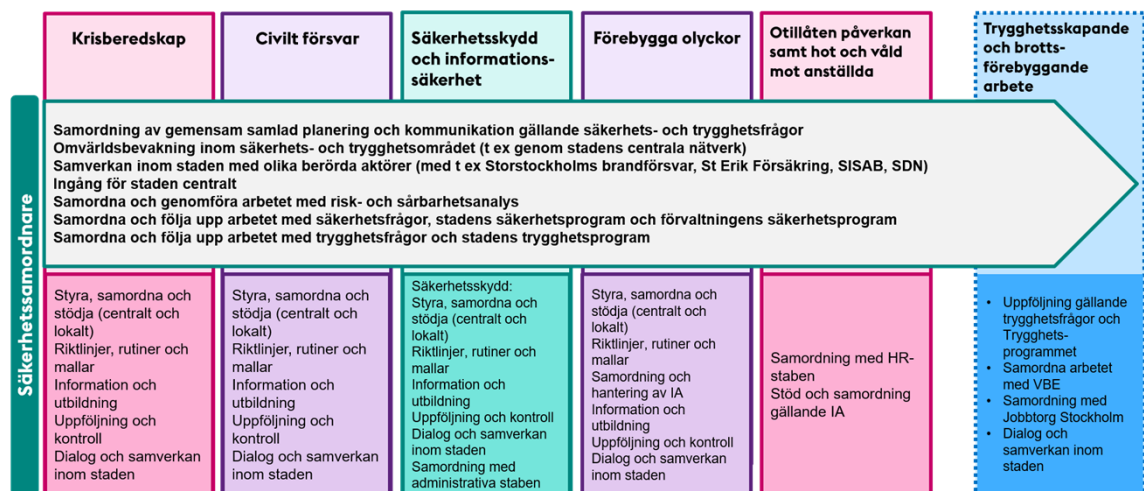 Krisberedskap
Civilt försvar
Säkerhetsskydd
och informations-
säkerhet
Förebygga olyckor
Otillåten påverkan
samt hot och våld
mot anställda
Trygghetsskapande
och brotts-
förebyggande
arbete
Säkerhetssamordnare
Samordning av gemensam samlad planering och kommunikation gällande säkerhets- och trygghetsfrågor
Omvärldsbevakning inom säkerhets- och trygghetsområdet (t ex genom stadens centrala nätverk)
Samverkan inom staden med olika berörda aktörer (med t ex Storstockholms brandförsvar, St Erik Försäkring, SISAB, SDN)
Ingång för staden centralt
Samordna och genomföra arbetet med risk- och sårbarhetsanalys
Samordna och följa upp arbetet med säkerhetsfrågor, stadens säkerhetsprogram och förvaltningens säkerhetsprogram
Samordna och följa upp arbetet med trygghetsfrågor och stadens trygghetsprogram
Styra, samordna och
stödja (centralt och
lokalt)
Riktlinjer, rutiner och
mallar
Information och
utbildning
Uppföljning och
kontroll
Dialog och samverkan
inom staden
Styra, samordna och
stödja (centralt och
lokalt)
Riktlinjer, rutiner och
mallar
Information och
utbildning
Uppföljning och
kontroll
Dialog och samverkan
inom staden
Säkerhetsskydd:
Styra, samordna och
stödja (centralt och
lokalt)
Riktlinjer, rutiner och
mallar
Information och
utbildning
Uppföljning och kontroll
Dialog och samverkan
inom staden
Samordning med
administrativa staben
Styra, samordna och
stödja (centralt och
lokalt)
Riktlinjer, rutiner och
mallar
Samordning och
hantering av IA
Information och
utbildning
Uppföljning och kontroll
Dialog och samverkan
inom staden
Samordning med HR-
staben
Stöd och samordning
gällande IA
• Uppföljning gällande
trygghetsfrågor och
Trygghets-
programmet
• Samordna arbetet
med VBE
• Samordning med
Jobbtorg Stockholm
• Dialog och
samverkan inom
staden